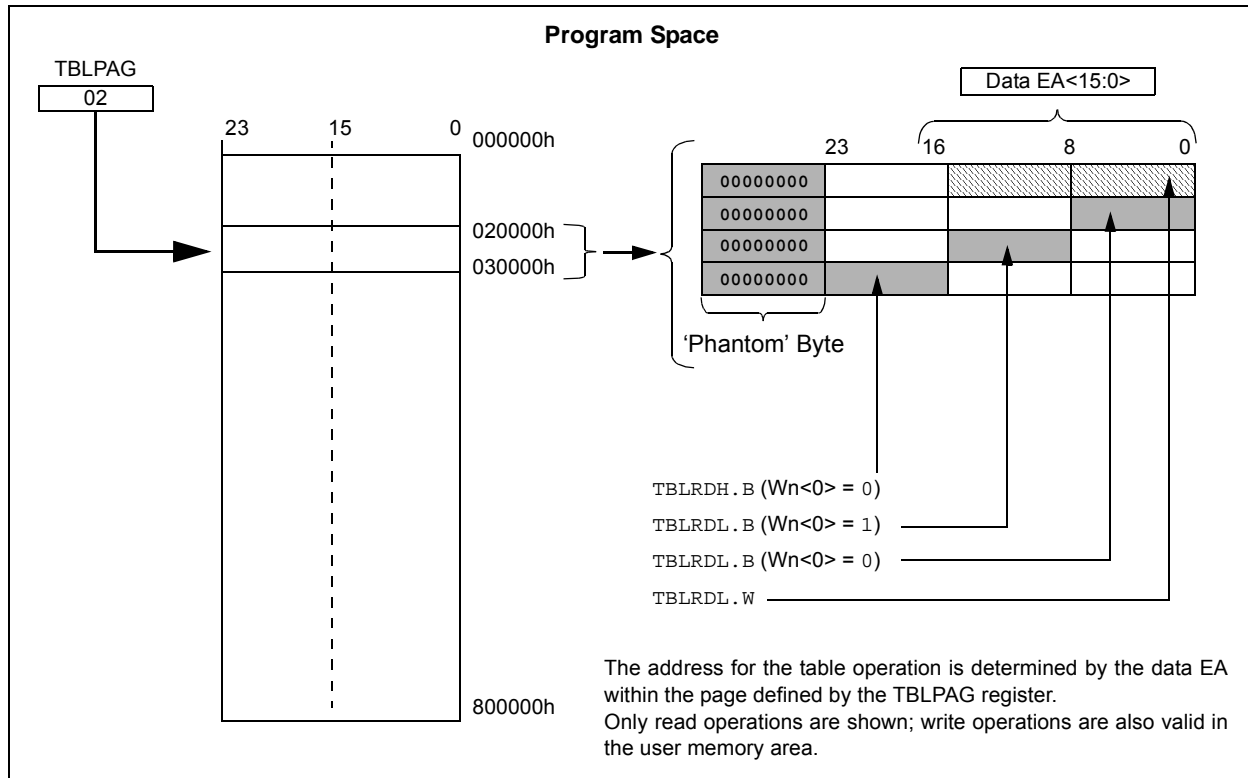 Program Space
TBLPAG
02
Data EA<15:0>
23 15 0
000000h
23 16 8 0
00000000
00000000
00000000
00000000
020000h
030000h
‘Phantom’ Byte
TBLRDH.B (Wn<0> = 0)
TBLRDL.B (Wn<0> = 1)
TBLRDL.B (Wn<0> = 0)
TBLRDL.W
The address for the table operation is determined by the data EA
within the page defined by the TBLPAG register.
Only read operations are shown; write operations are also valid in
the user memory area.
800000h